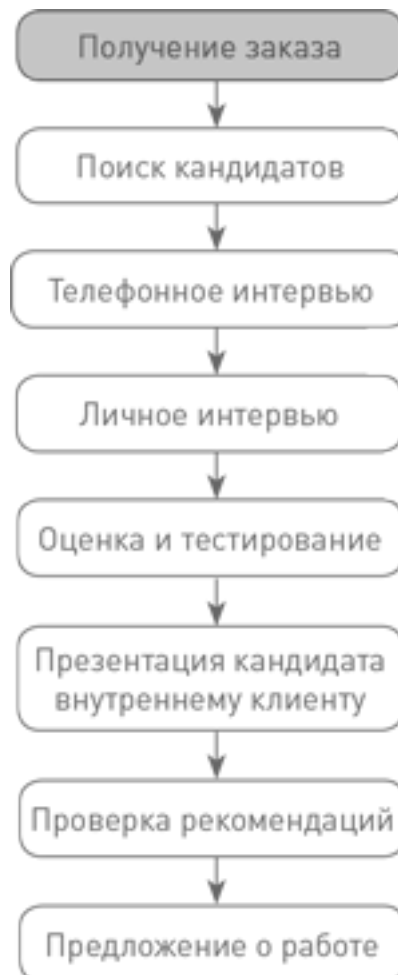 Получение заказа
Поиск кандидатов
Телефонное интервью
Личное интервью
Оценка и тестирование
Презентация кандидата
внутреннему клиенту
Проверка рекомендаций
Предложение о работе